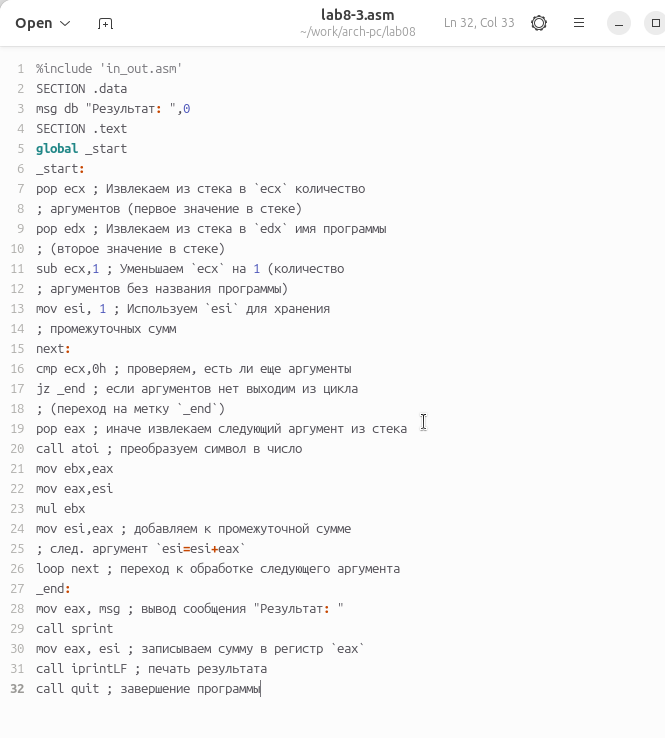 Open
lab8-3.asm
~/work/arch-pc/lab08
Ln 32, Col 33
1 %include 'in_out.asm'
2 SECTION .data
3 msg db "Результат: ",0
4 SECTION .text
5 global _start
6 _start:
7 pop ecx ; Извлекаем из стека в `ecx` количество
8 ; аргументов (первое значение в стеке)
9 pop edx ; Извлекаем из стека в `edx` имя программы
10 ; (второе значение в стеке)
11 sub ecx,1 ; Уменьшаем `ecx` на 1 (количество
12 ; аргументов без названия программы)
13 mov esi, 1 ; Используем `esi` для хранения
14 ; промежуточных сумм
15 next:
16 cmp ecx,0h ; проверяем, есть ли еще аргументы
17 jz _end ; если аргументов нет выходим из цикла
18 ; (переход на метку `_end`)
19 pop eax ; иначе извлекаем следующий аргумент из стека
20 call atoi ; преобразуем символ в число
21 mov ebx,eax
22 mov eax,esi
23 mul ebx
24 mov esi,eax ; добавляем к промежуточной сумме
25 ; след. аргумент `esi=esi+eax`
26 loop next ; переход к обработке следующего аргумента
27 _end:
28 mov eax, msg ; вывод сообщения "Результат: "
29 call sprint
30 mov eax, esi ; записываем сумму в регистр `eax`
31 call iprintLF ; печать результата
32 call quit ; завершение программы